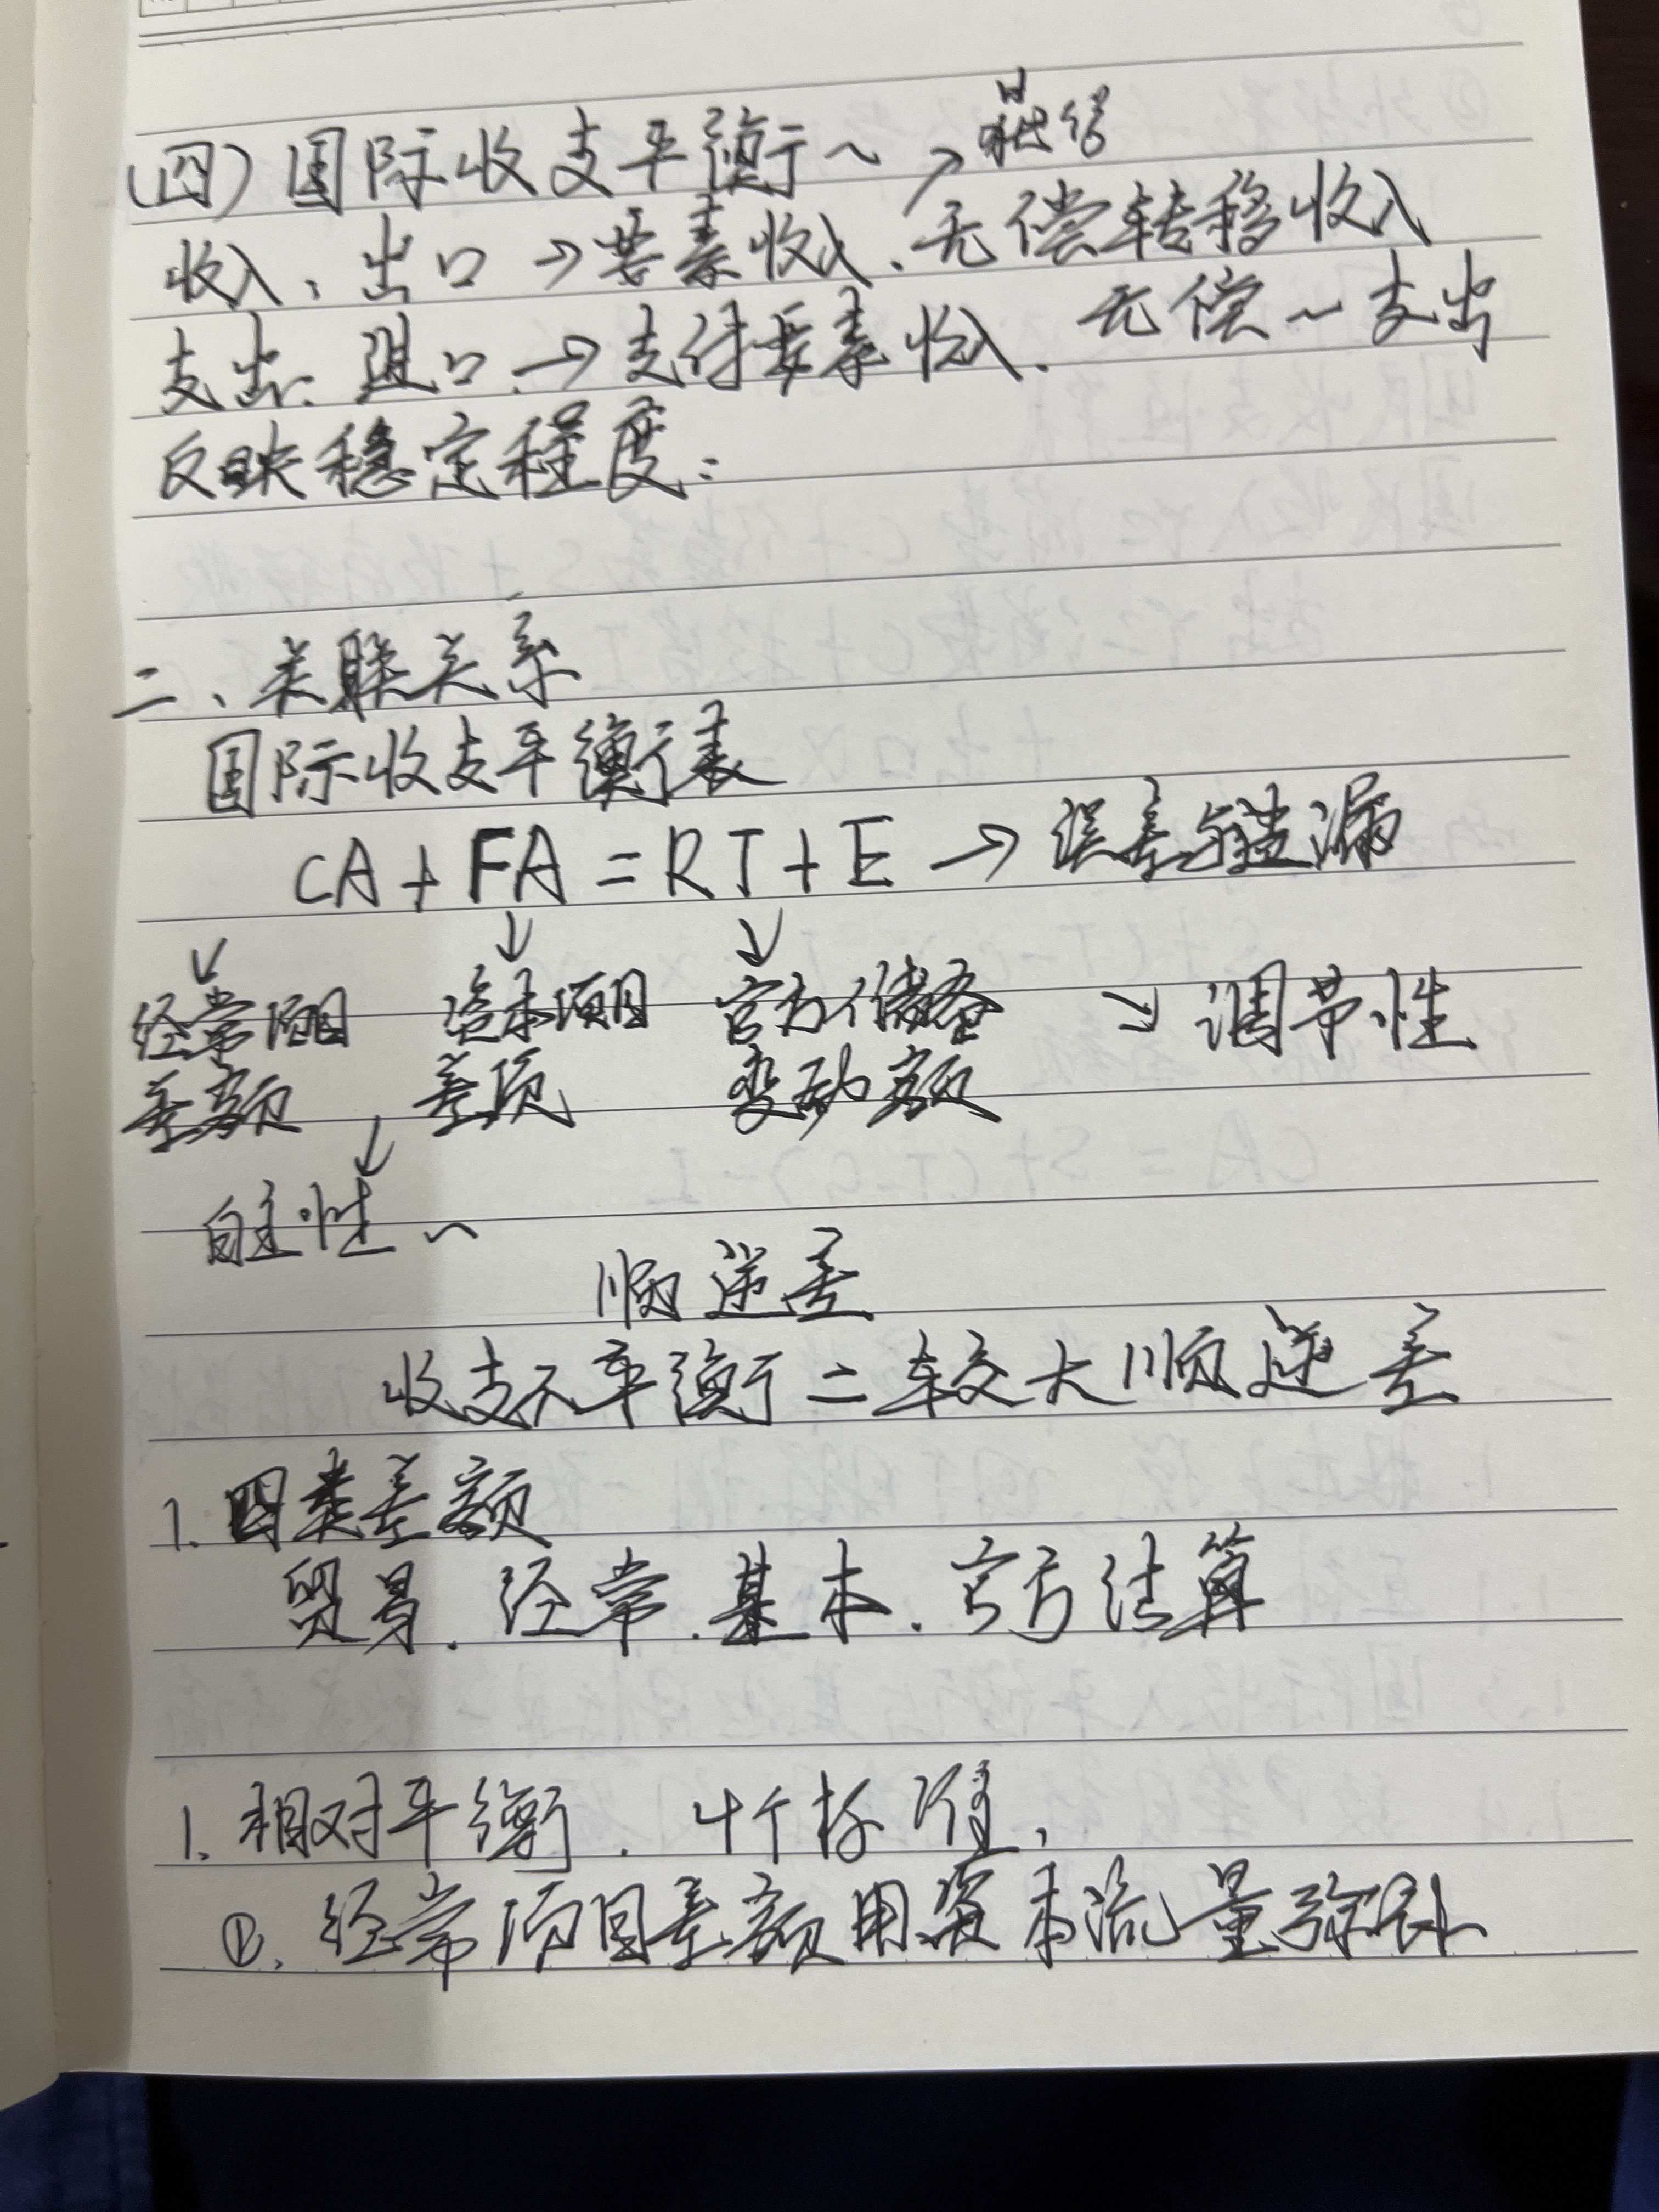 (四)国际收支平衡～
收入、出口→要素收入、无偿转移收入
支出、进口→支付要素收入、无偿～支出
反映稳定程度：
二、关联关系
国际收支平衡表
CA+FA=RT+E→误差与遗漏
↓ ↓ ↓
经常项目 资本项目 官方储备 ↘调节性
差额 差项 变动额
↓
自主性～
顺逆差
收支不平衡=较大顺逆差
1.四类差额
贸易.经常.基本.官方结算
1.相对平衡.4个标准.
①.经常项目差额用资本流量弥补